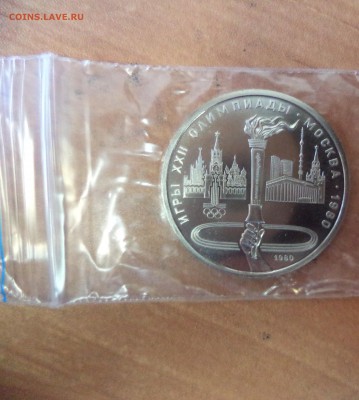 COINS.LAVE.RU
ИГРЫ XXII ОЛИМПИАДЫ · МОСКВА · 1980
1980